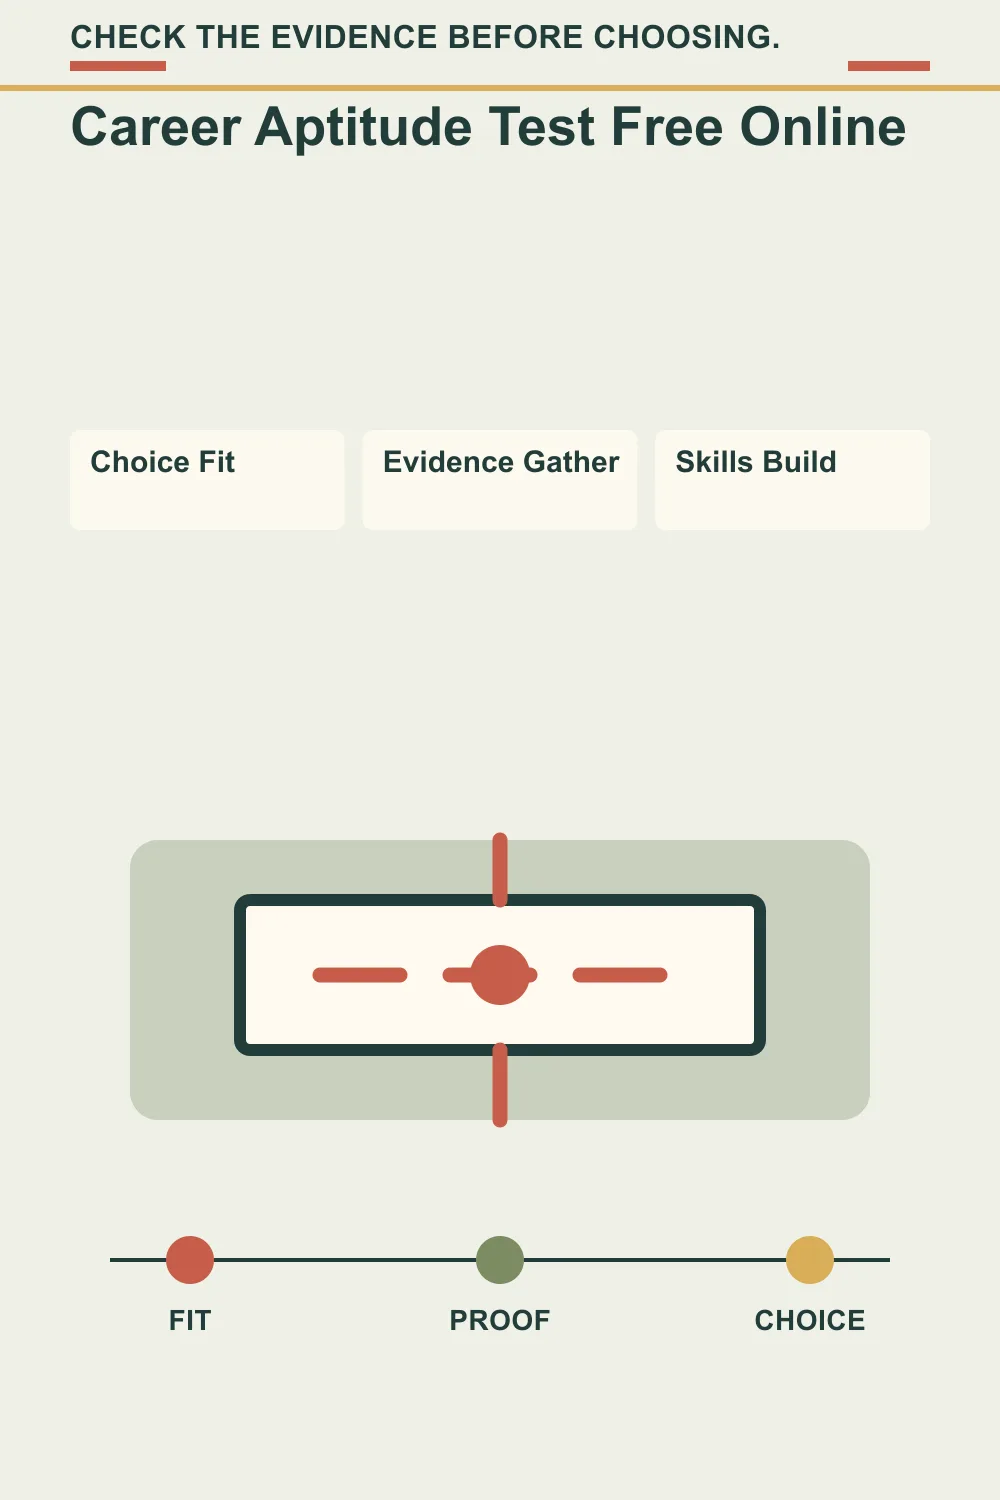 CHECK THE EVIDENCE BEFORE CHOOSING.
Career Aptitude Test Free Online
Choice Fit
Evidence Gather
Skills Build
FIT
PROOF
CHOICE